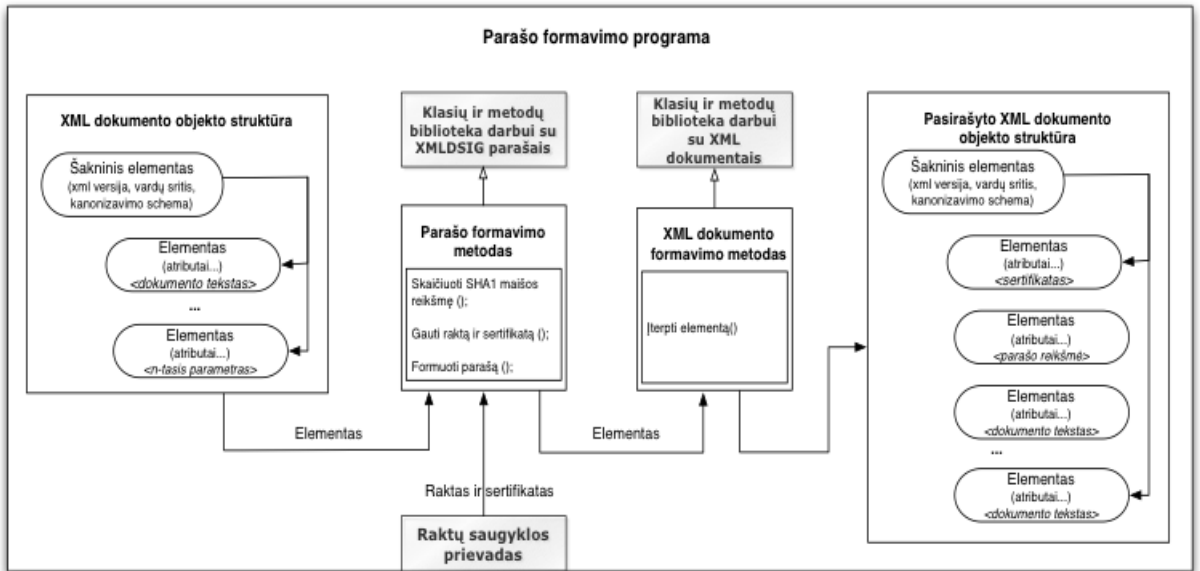 Parašo formavimo programa
XML dokumento objekto struktūra
Šakninis elementas
(xml versija, vardų sritis,
kanonizavimo schema)
Elementas
(atributai...)
<dokumento tekstas>
...
Elementas
(atributai...)
<n-tasis parametras>
Klasių ir metodų
biblioteka darbui su
XMLDSIG parašais
Parašo formavimo
metodas
Skaičiuoti SHA1 maišos
reikšmę ();
Gauti raktą ir sertifikatą ();
Formuoti parašą ();
Klasių ir metodų
biblioteka darbui
su XML
dokumentais
XML dokumento
formavimo metodas
Įterpti elementą()
Pasirašyto XML dokumento
objekto struktūra
Šakninis elementas
(xml versija, vardų sritis,
kanonizavimo schema)
Elementas
(atributai...)
<sertifikatas>
Elementas
(atributai...)
<parašo reikšmė>
Elementas
(atributai...)
<dokumento tekstas>
...
Elementas
(atributai...)
<dokumento tekstas>
Elementas
Elementas
Raktas ir sertifikatas
Raktų saugyklos
prievadas